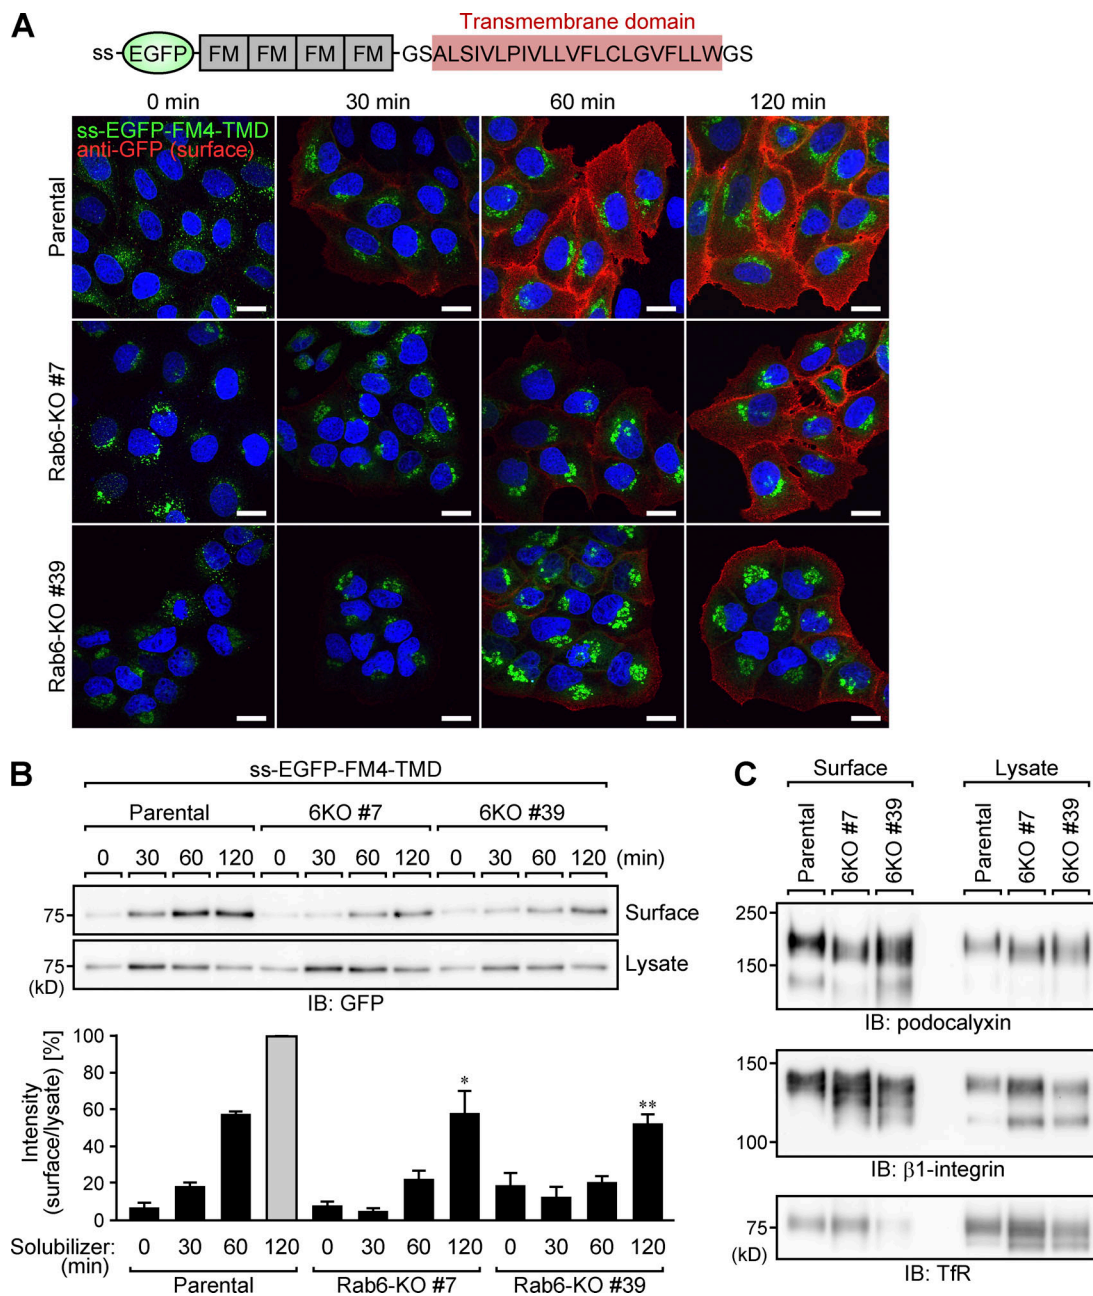 A
Transmembrane domain
ss-EGFP-FM FM FM FM-GSALSIVLPIVLLVFLCLGVFLLWGS
0 min 30 min 60 min 120 min
ss-EGFP-FM4-TMD
anti-GFP (surface)
Parental
Rab6-KO #7
Rab6-KO #39
B
ss-EGFP-FM4-TMD
Parental 6KO #7 6KO #39
0 30 60 120 0 30 60 120 0 30 60 120 (min)
75 Surface
75 Lysate
(kD)
IB: GFP
Intensity
(surface/lysate) [%]
100
80
60
40
20
0
* **
Solubilizer: 0 30 60 120 0 30 60 120 0 30 60 120
(min)
Parental Rab6-KO #7 Rab6-KO #39
C
Surface Lysate
Parental 6KO #7 6KO #39 Parental 6KO #7 6KO #39
250
150
IB: podocalyxin
150
100
IB: β1-integrin
75
(kD)
IB: TfR